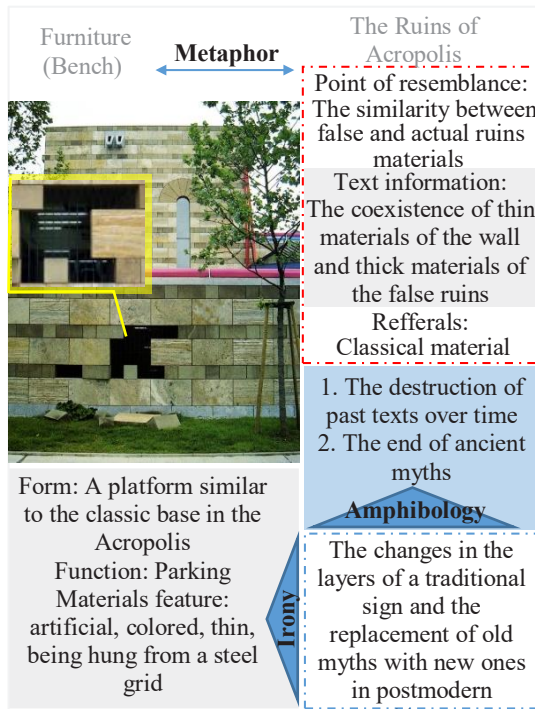 Furniture
(Bench)
Metaphor
The Ruins of
Acropolis
Point of resemblance:
The similarity between
false and actual ruins
materials
Text information:
The coexistence of thin
materials of the wall
and thick materials of
the false ruins
Refferals:
Classical material
1. The destruction of
past texts over time
2. The end of ancient
myths
Amphibology
Form: A platform similar
to the classic base in the
Acropolis
Function: Parking
Materials feature:
artificial, colored, thin,
being hung from a steel
grid
Irony
The changes in the
layers of a traditional
sign and the
replacement of old
myths with new ones
in postmodern